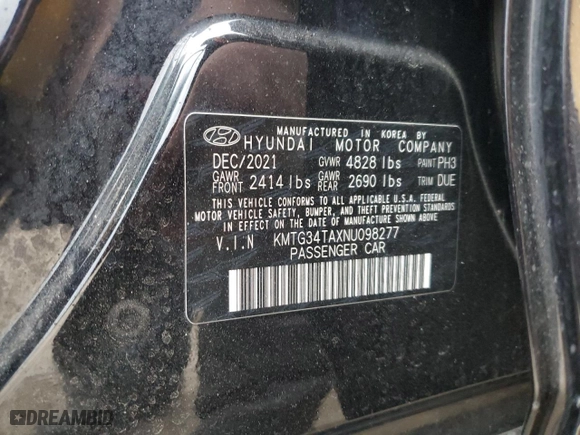 MANUFACTURED IN KOREA BY
HYUNDAI MOTOR COMPANY
DEC/2021 GVWR 4828 lbs PAINT PH3
GAWR FRONT 2414 lbs GAWR REAR 2690 lbs TRIM DUE
THIS VEHICLE CONFORMS TO ALL APPLICABLE U.S.A. FEDERAL
MOTOR VEHICLE SAFETY, BUMPER, AND THEFT PREVENTION STANDARDS
IN EFFECT ON THE DATE OF MANUFACTURE SHOWN ABOVE.
V.I.N KMTG34TAXNU098277
PASSENGER CAR
DREAMBID